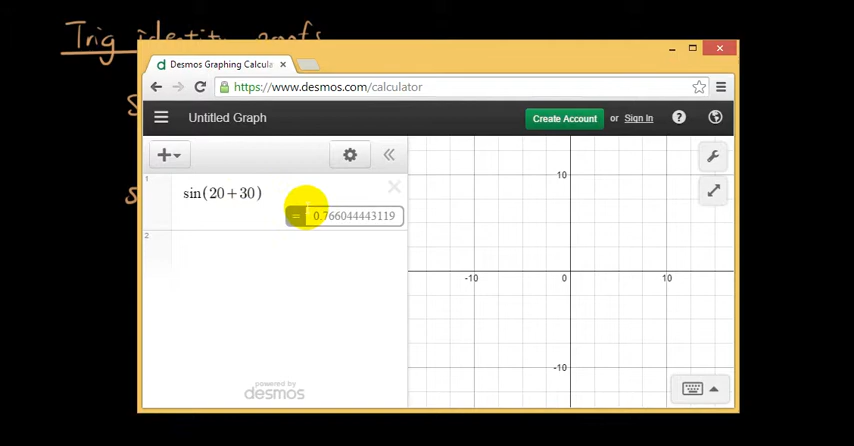 Trig identity proofs
Desmos Graphing Calcula
https://www.desmos.com/calculator
Untitled Graph
Create Account or Sign In ?
1
sin(20+30)
= 0.766044443119
2
powered by
desmos
10
-10 0 10
-10